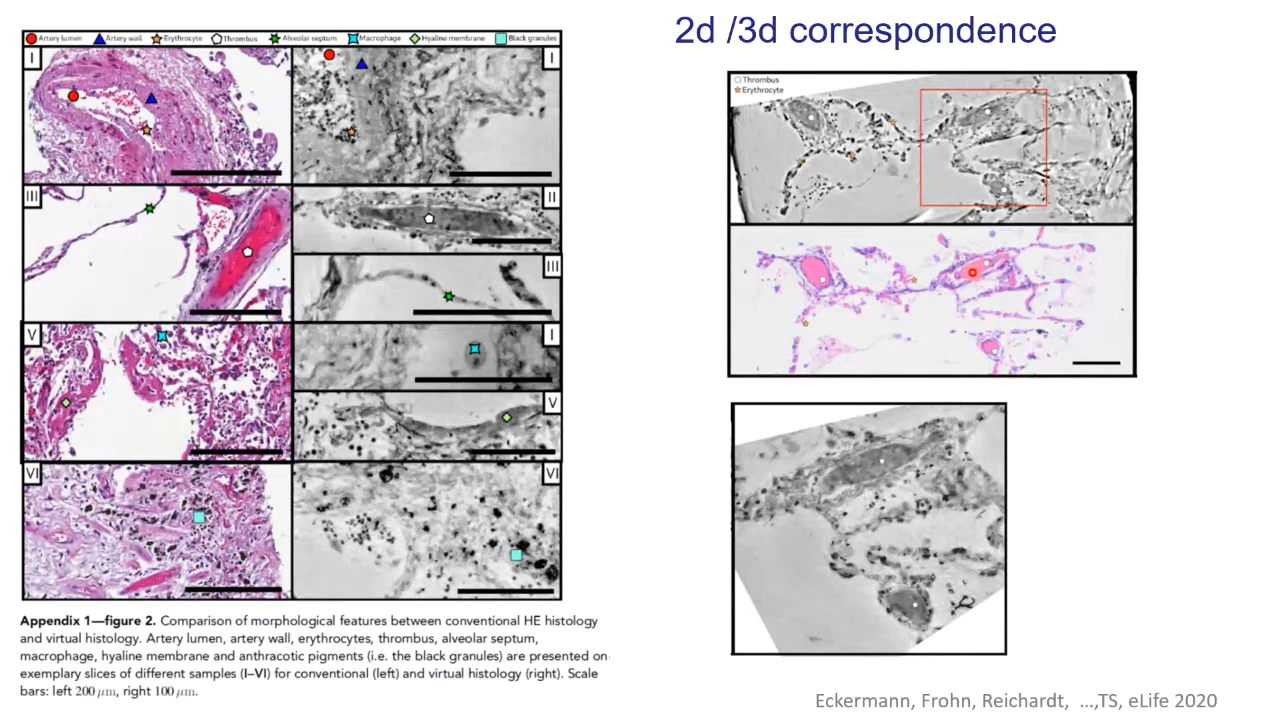 2d /3d correspondence
Artery lumen Artery wall Erythrocyte Thrombus Alveolar septum Macrophage Hyaline membrane Black granules
I
I
III
II
III
V
I
V
VI
VI
Appendix 1—figure 2. Comparison of morphological features between conventional HE histology
and virtual histology. Artery lumen, artery wall, erythrocytes, thrombus, alveolar septum,
macrophage, hyaline membrane and anthracotic pigments (i.e. the black granules) are presented on
exemplary slices of different samples (I–VI) for conventional (left) and virtual histology (right). Scale
bars: left 200 μm, right 100 μm.
Thrombus
Erythrocyte
Eckermann, Frohn, Reichardt, ...,TS, eLife 2020